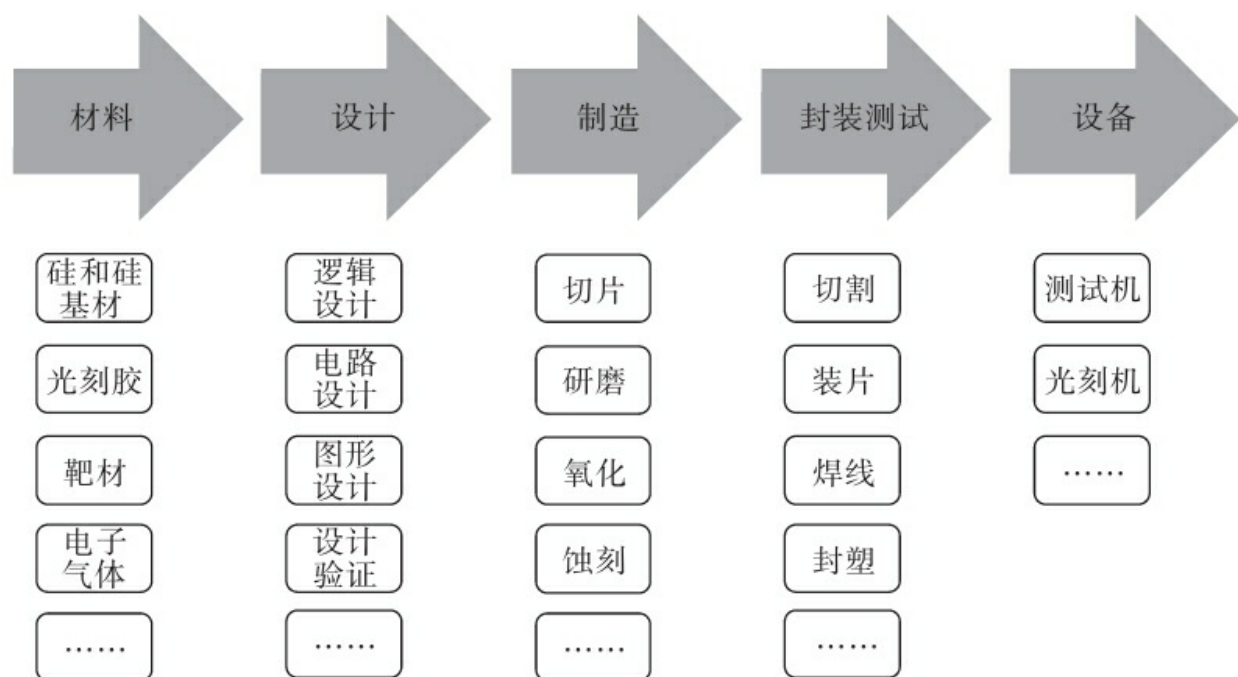 材料
设计
制造
封装测试
设备
硅和硅
基材
逻辑
设计
切片
切割
测试机
光刻胶
电路
设计
研磨
装片
光刻机
靶材
图形
设计
氧化
焊线
……
电子
气体
设计
验证
蚀刻
封塑
……
……
……
……